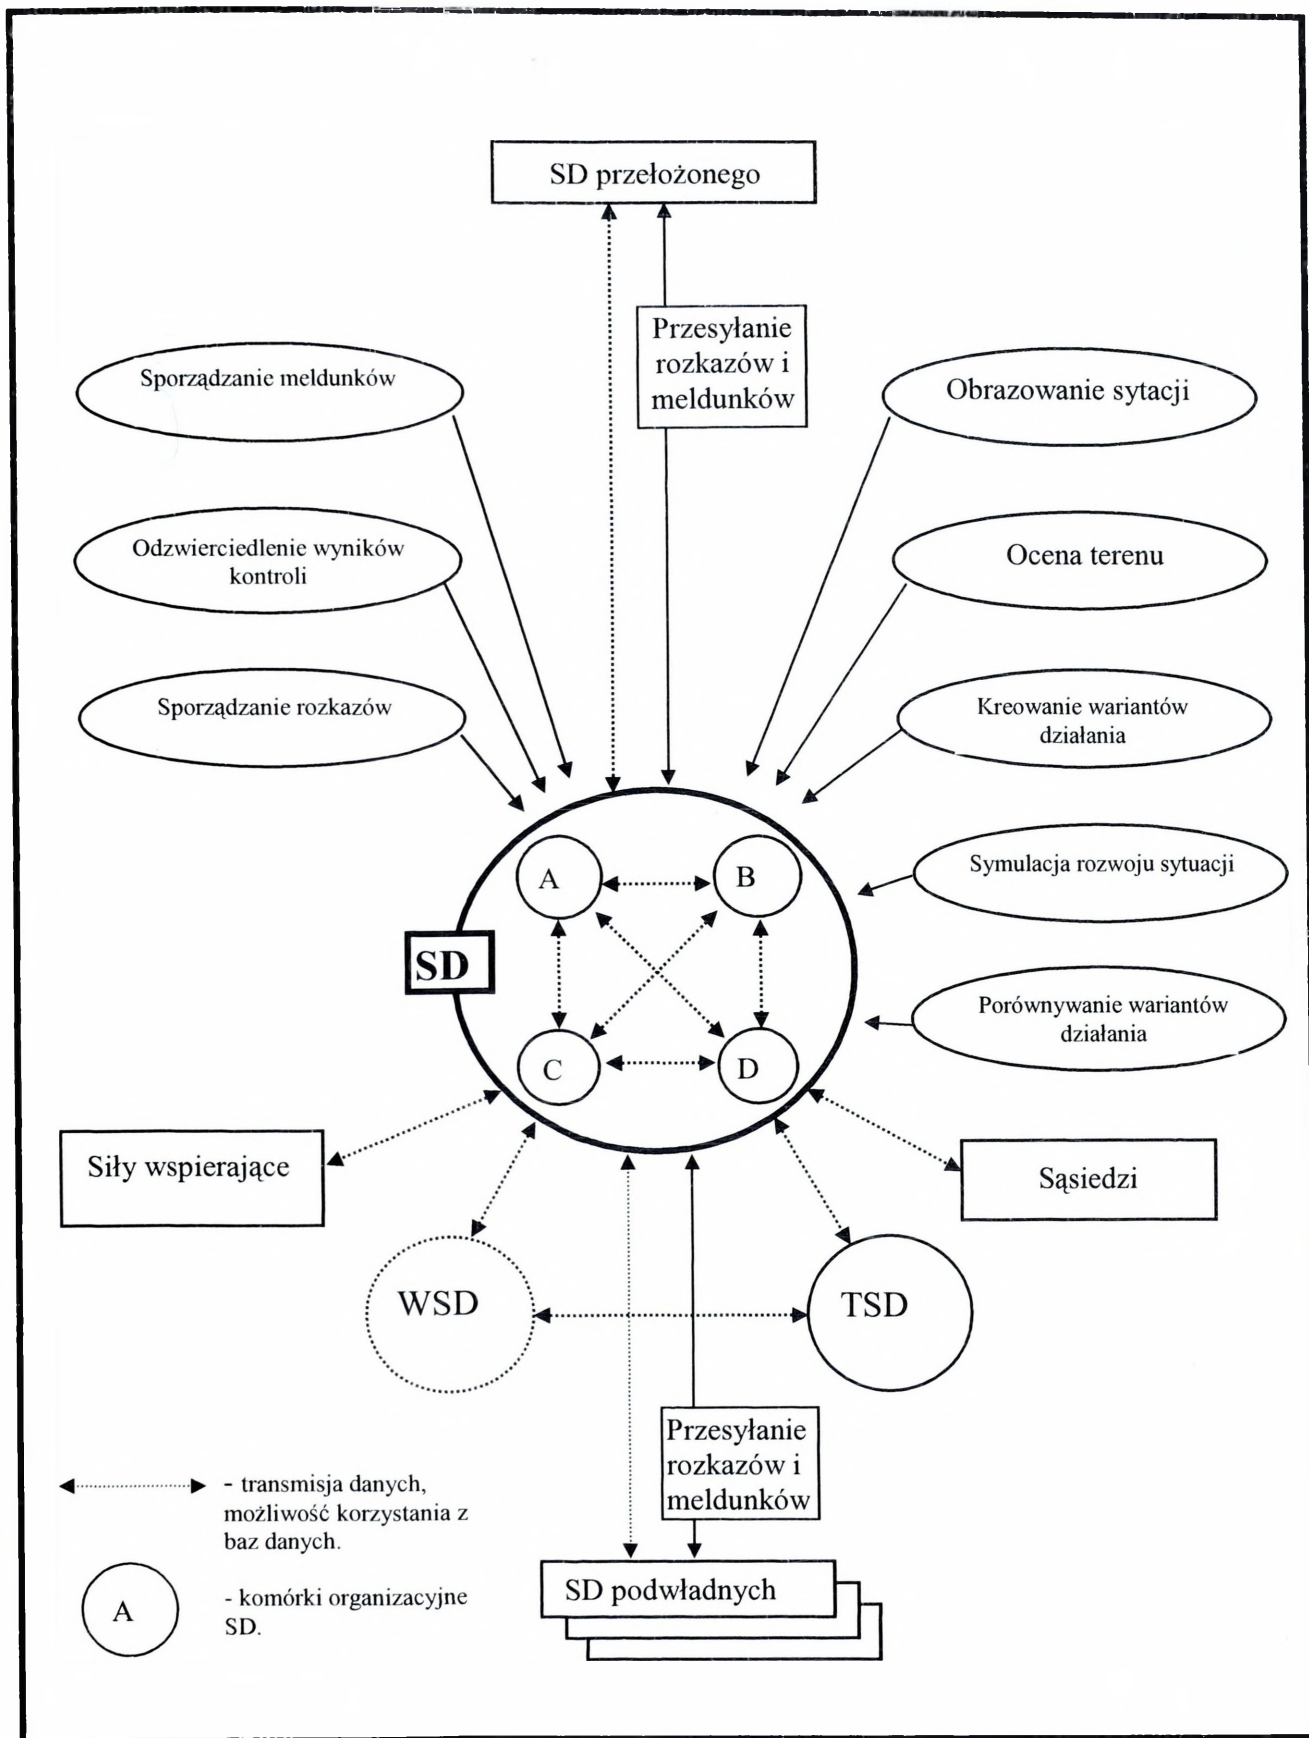 SD przełożonego
Przesyłanie
rozkazów i
meldunków
Sporządzanie meldunków
Obrazowanie sytacji
Odzwierciedlenie wyników
kontroli
Ocena terenu
Sporządzanie rozkazów
Kreowanie wariantów
działania
A
B
Symulacja rozwoju sytuacji
SD
C
D
Porównywanie wariantów
działania
Siły wspierające
Sąsiedzi
WSD
TSD
Przesyłanie
rozkazów i
meldunków
- transmisja danych,
możliwość korzystania z
baz danych.
SD podwładnych
A
- komórki organizacyjne
SD.